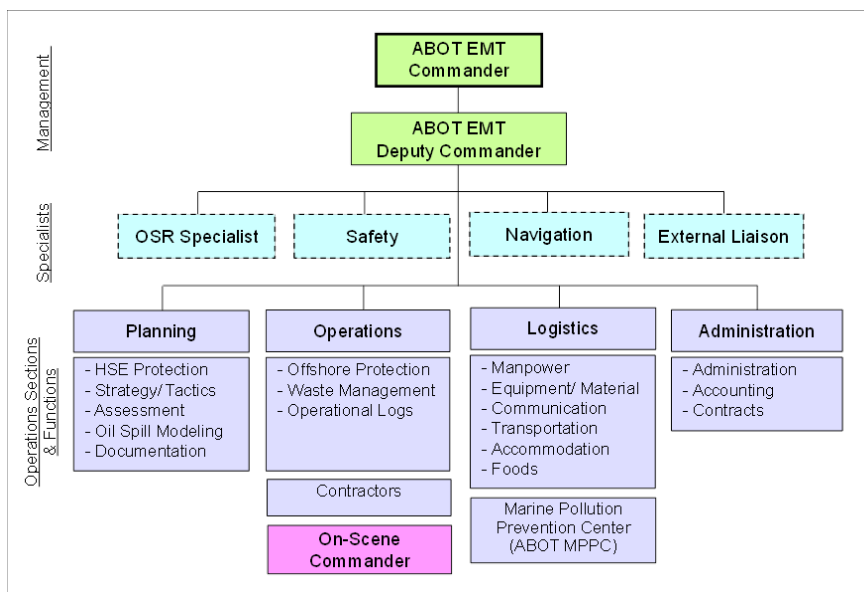 Management
ABOT EMT
Commander
ABOT EMT
Deputy Commander
Specialists
OSR Specialist
Safety
Navigation
External Liaison
Operations Sections
& Functions
Planning
- HSE Protection
- Strategy/ Tactics
- Assessment
- Oil Spill Modeling
- Documentation
Operations
- Offshore Protection
- Waste Management
- Operational Logs
Contractors
On-Scene
Commander
Logistics
- Manpower
- Equipment/ Material
- Communication
- Transportation
- Accommodation
- Foods
Marine Pollution
Prevention Center
(ABOT MPPC)
Administration
- Administration
- Accounting
- Contracts